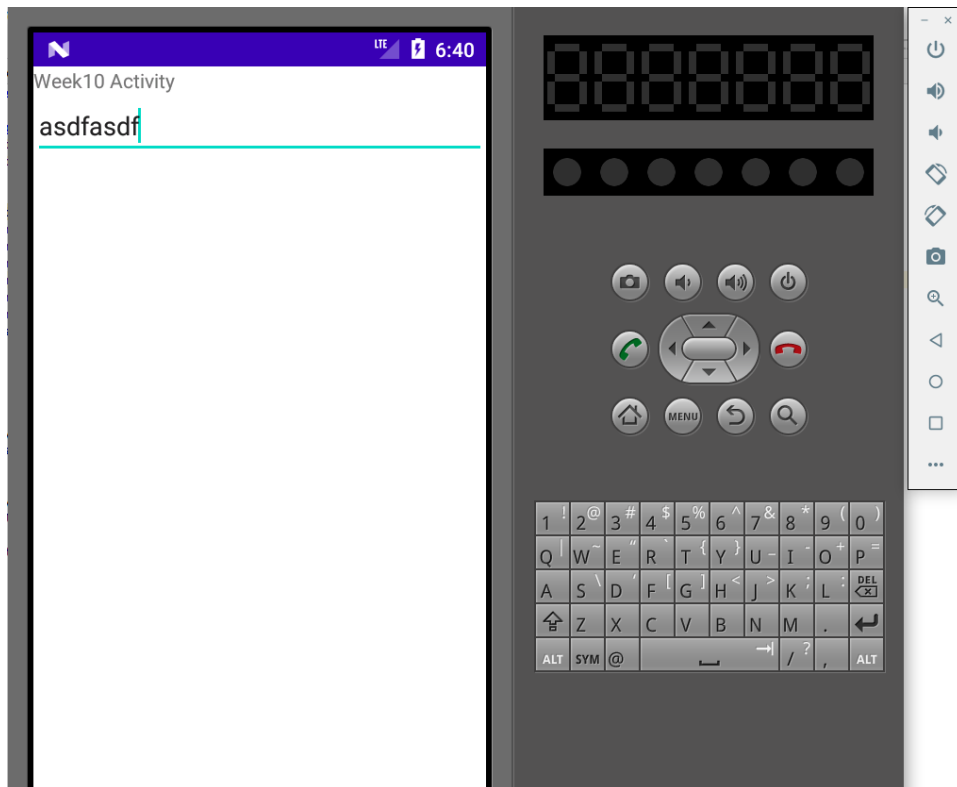 LTE 6:40
Week10 Activity
asdfasdf
MENU
1 ! 2 @ 3 # 4 $ 5 % 6 ^ 7 & 8 * 9 ( 0 )
Q | W ~ E " R ` T { Y } U _ I - O + P =
A S \ D ' F [ G ] H < J > K ; L : DEL
Z X C V B N M .
ALT SYM @ / ? , ALT